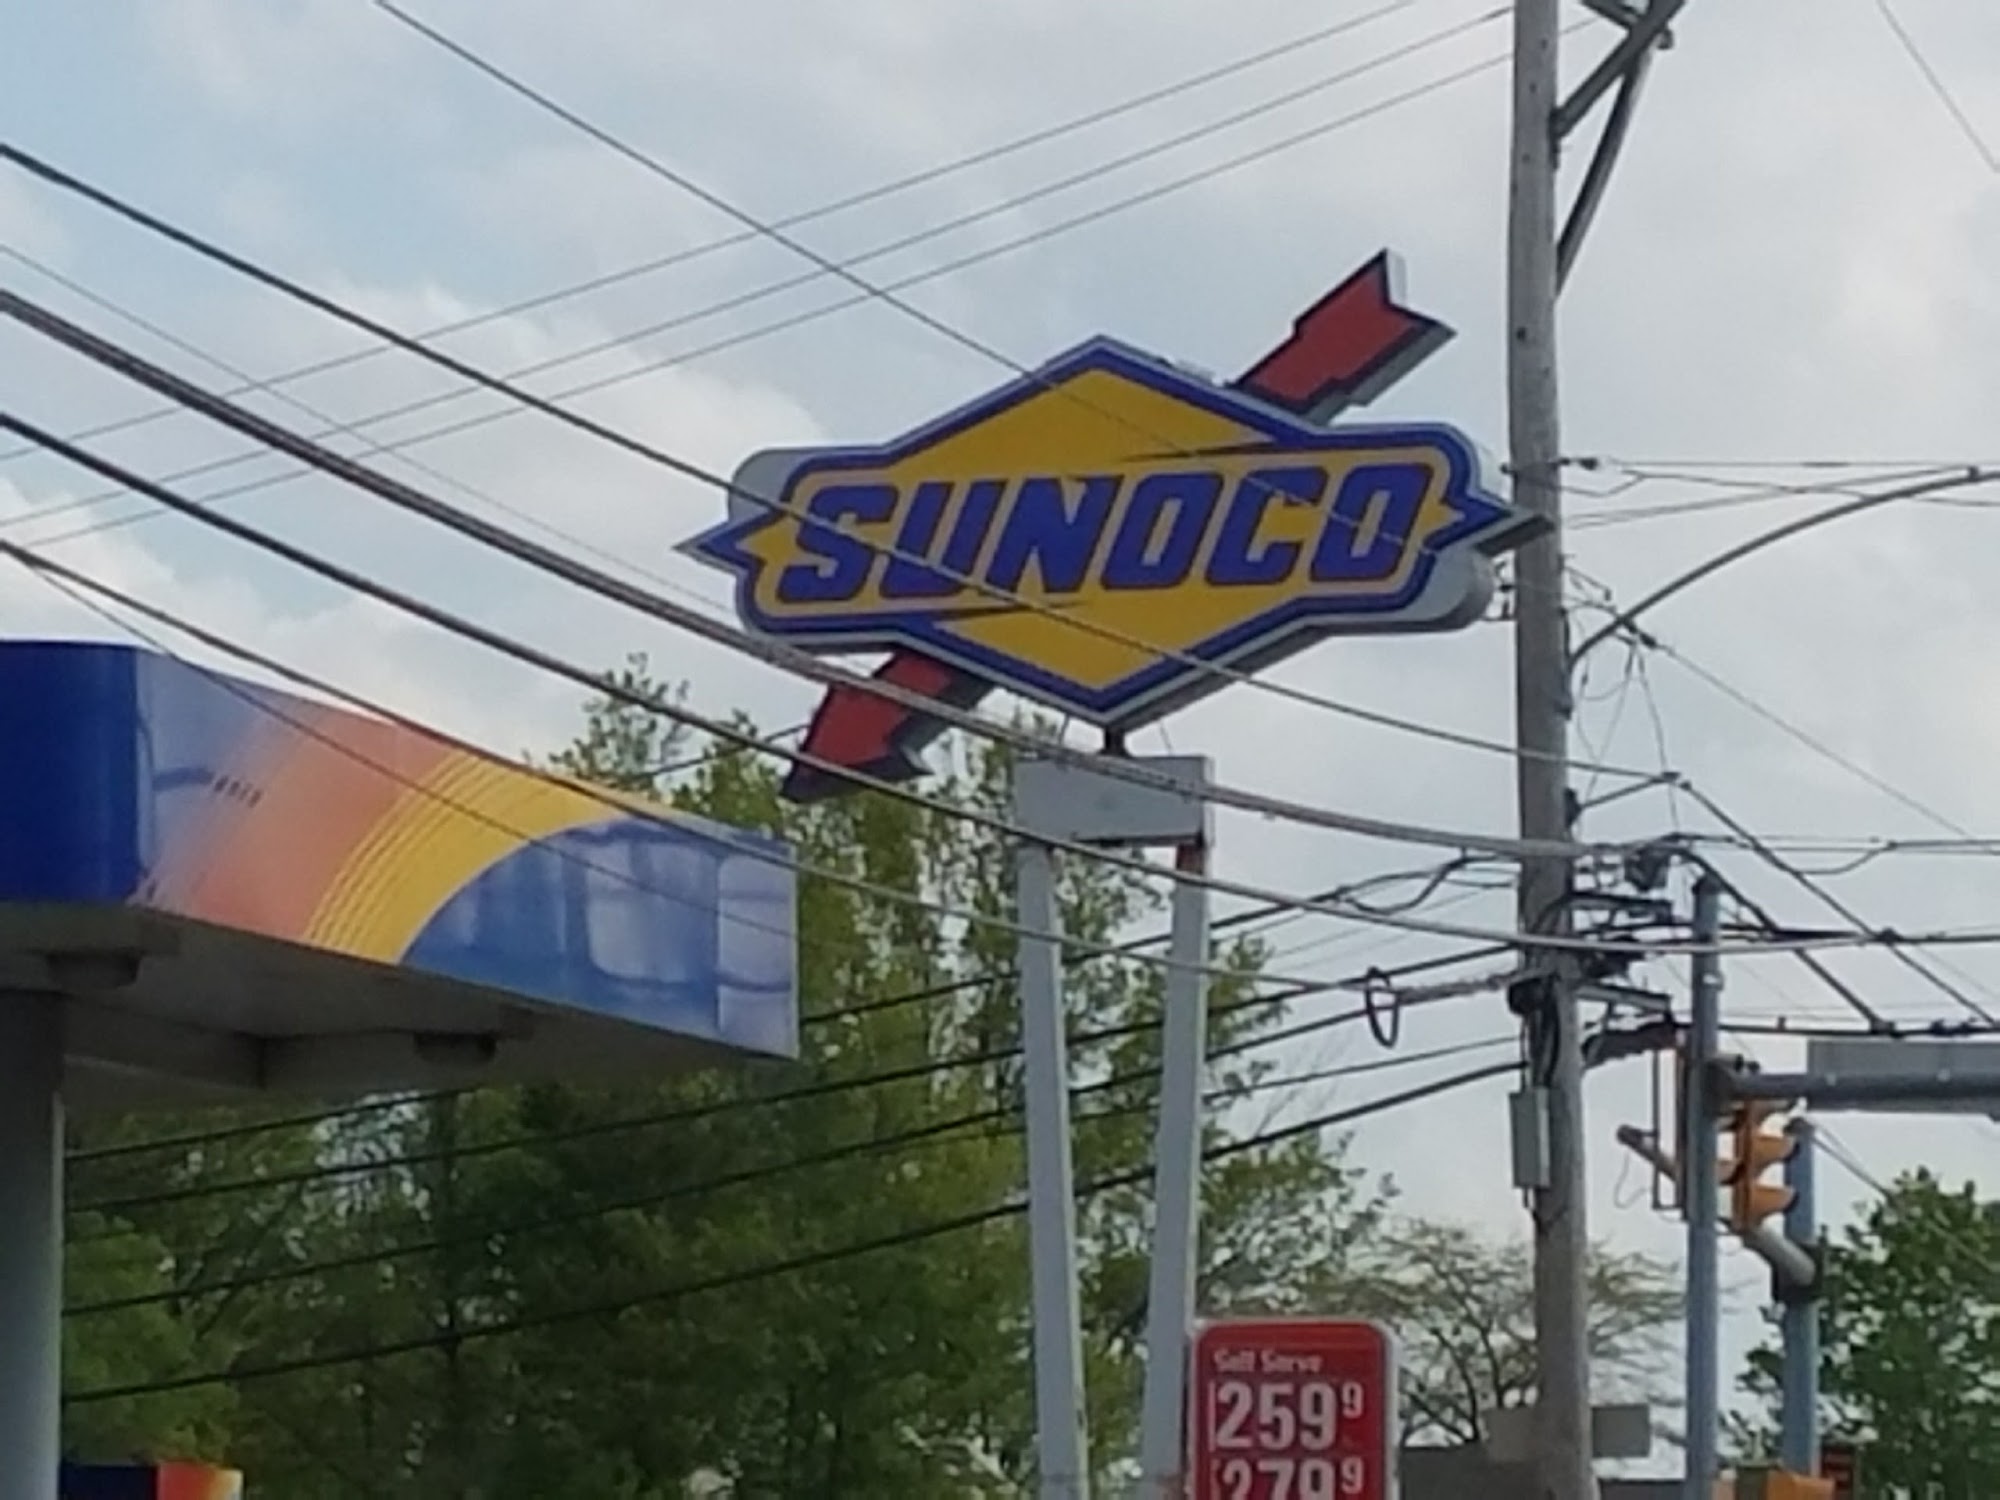 SUNOCO
Self Serve
259 9
279 9